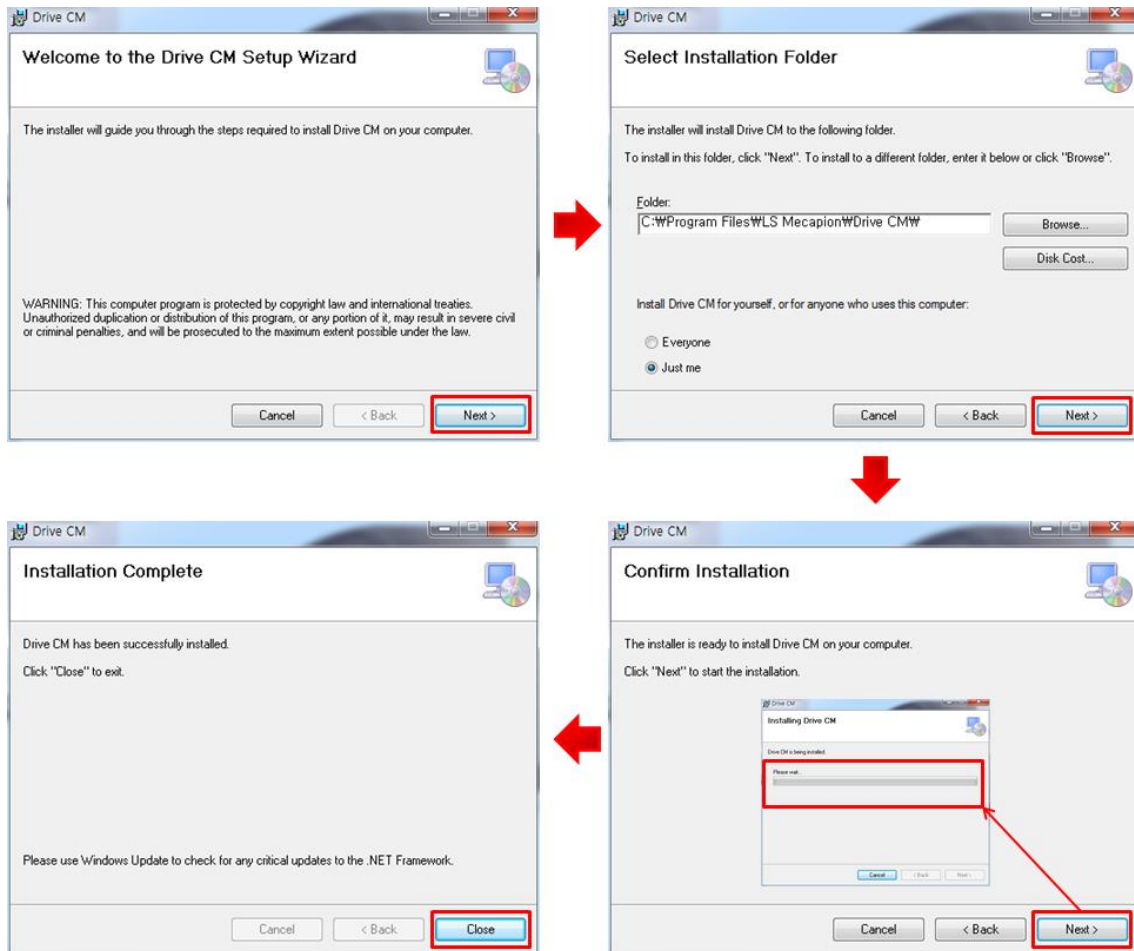 Drive CM
Welcome to the Drive CM Setup Wizard
The installer will guide you through the steps required to install Drive CM on your computer.
WARNING: This computer program is protected by copyright law and international treaties.
Unauthorized duplication or distribution of this program, or any portion of it, may result in severe civil
or criminal penalties, and will be prosecuted to the maximum extent possible under the law.
Cancel
< Back
Next >
Drive CM
Select Installation Folder
The installer will install Drive CM to the following folder.
To install in this folder, click "Next". To install to a different folder, enter it below or click "Browse".
Folder:
C:₩Program Files₩LS Mecapion₩Drive CM₩
Browse...
Disk Cost...
Install Drive CM for yourself, or for anyone who uses this computer:
Everyone
Just me
Cancel
< Back
Next >
Drive CM
Confirm Installation
The installer is ready to install Drive CM on your computer.
Click "Next" to start the installation.
Drive CM
Installing Drive CM
Drive CM is being installed.
Please wait...
Cancel
< Back
Next >
Cancel
< Back
Next >
Drive CM
Installation Complete
Drive CM has been successfully installed.
Click "Close" to exit.
Please use Windows Update to check for any critical updates to the .NET Framework.
Cancel
< Back
Close